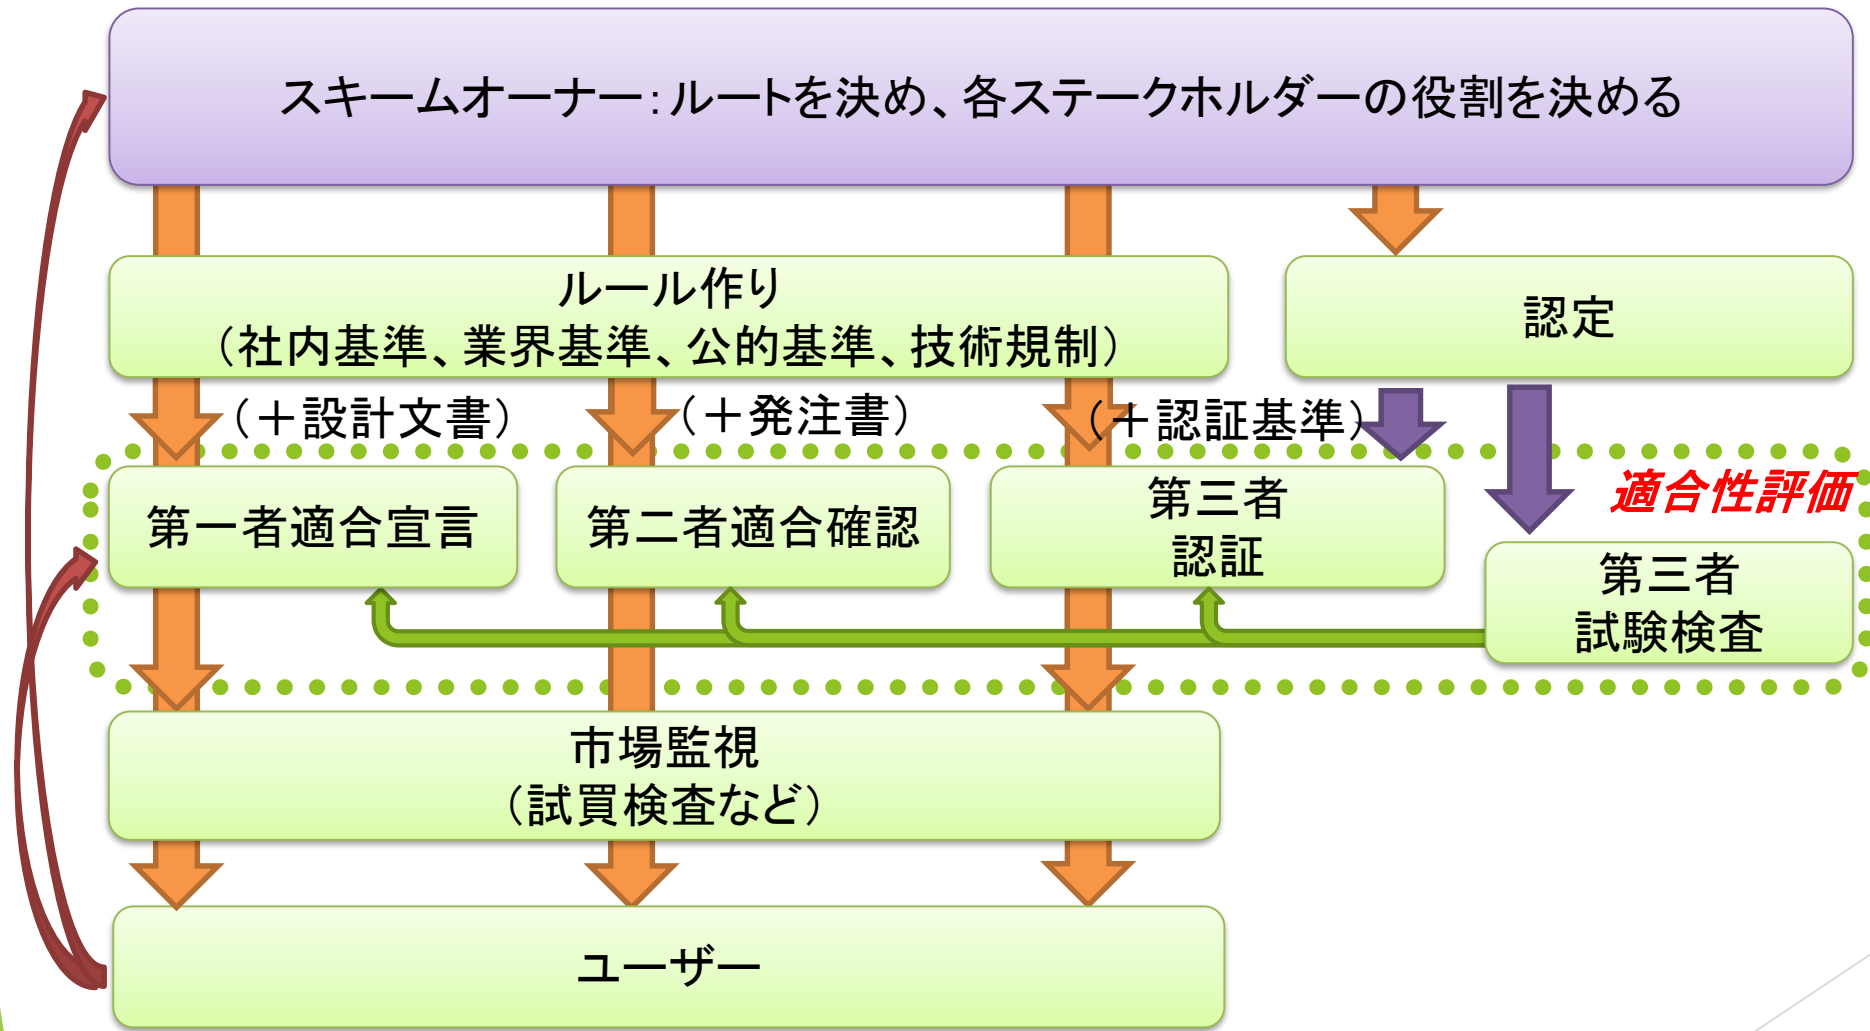 スキームオーナー：ルートを決め、各ステークホルダーの役割を決める
ルール作り
（社内基準、業界基準、公的基準、技術規制）
認定
（＋設計文書）
（＋発注書）
（＋認証基準）
適合性評価
第一者適合宣言
第二者適合確認
第三者
認証
第三者
試験検査
市場監視
（試買検査など）
ユーザー